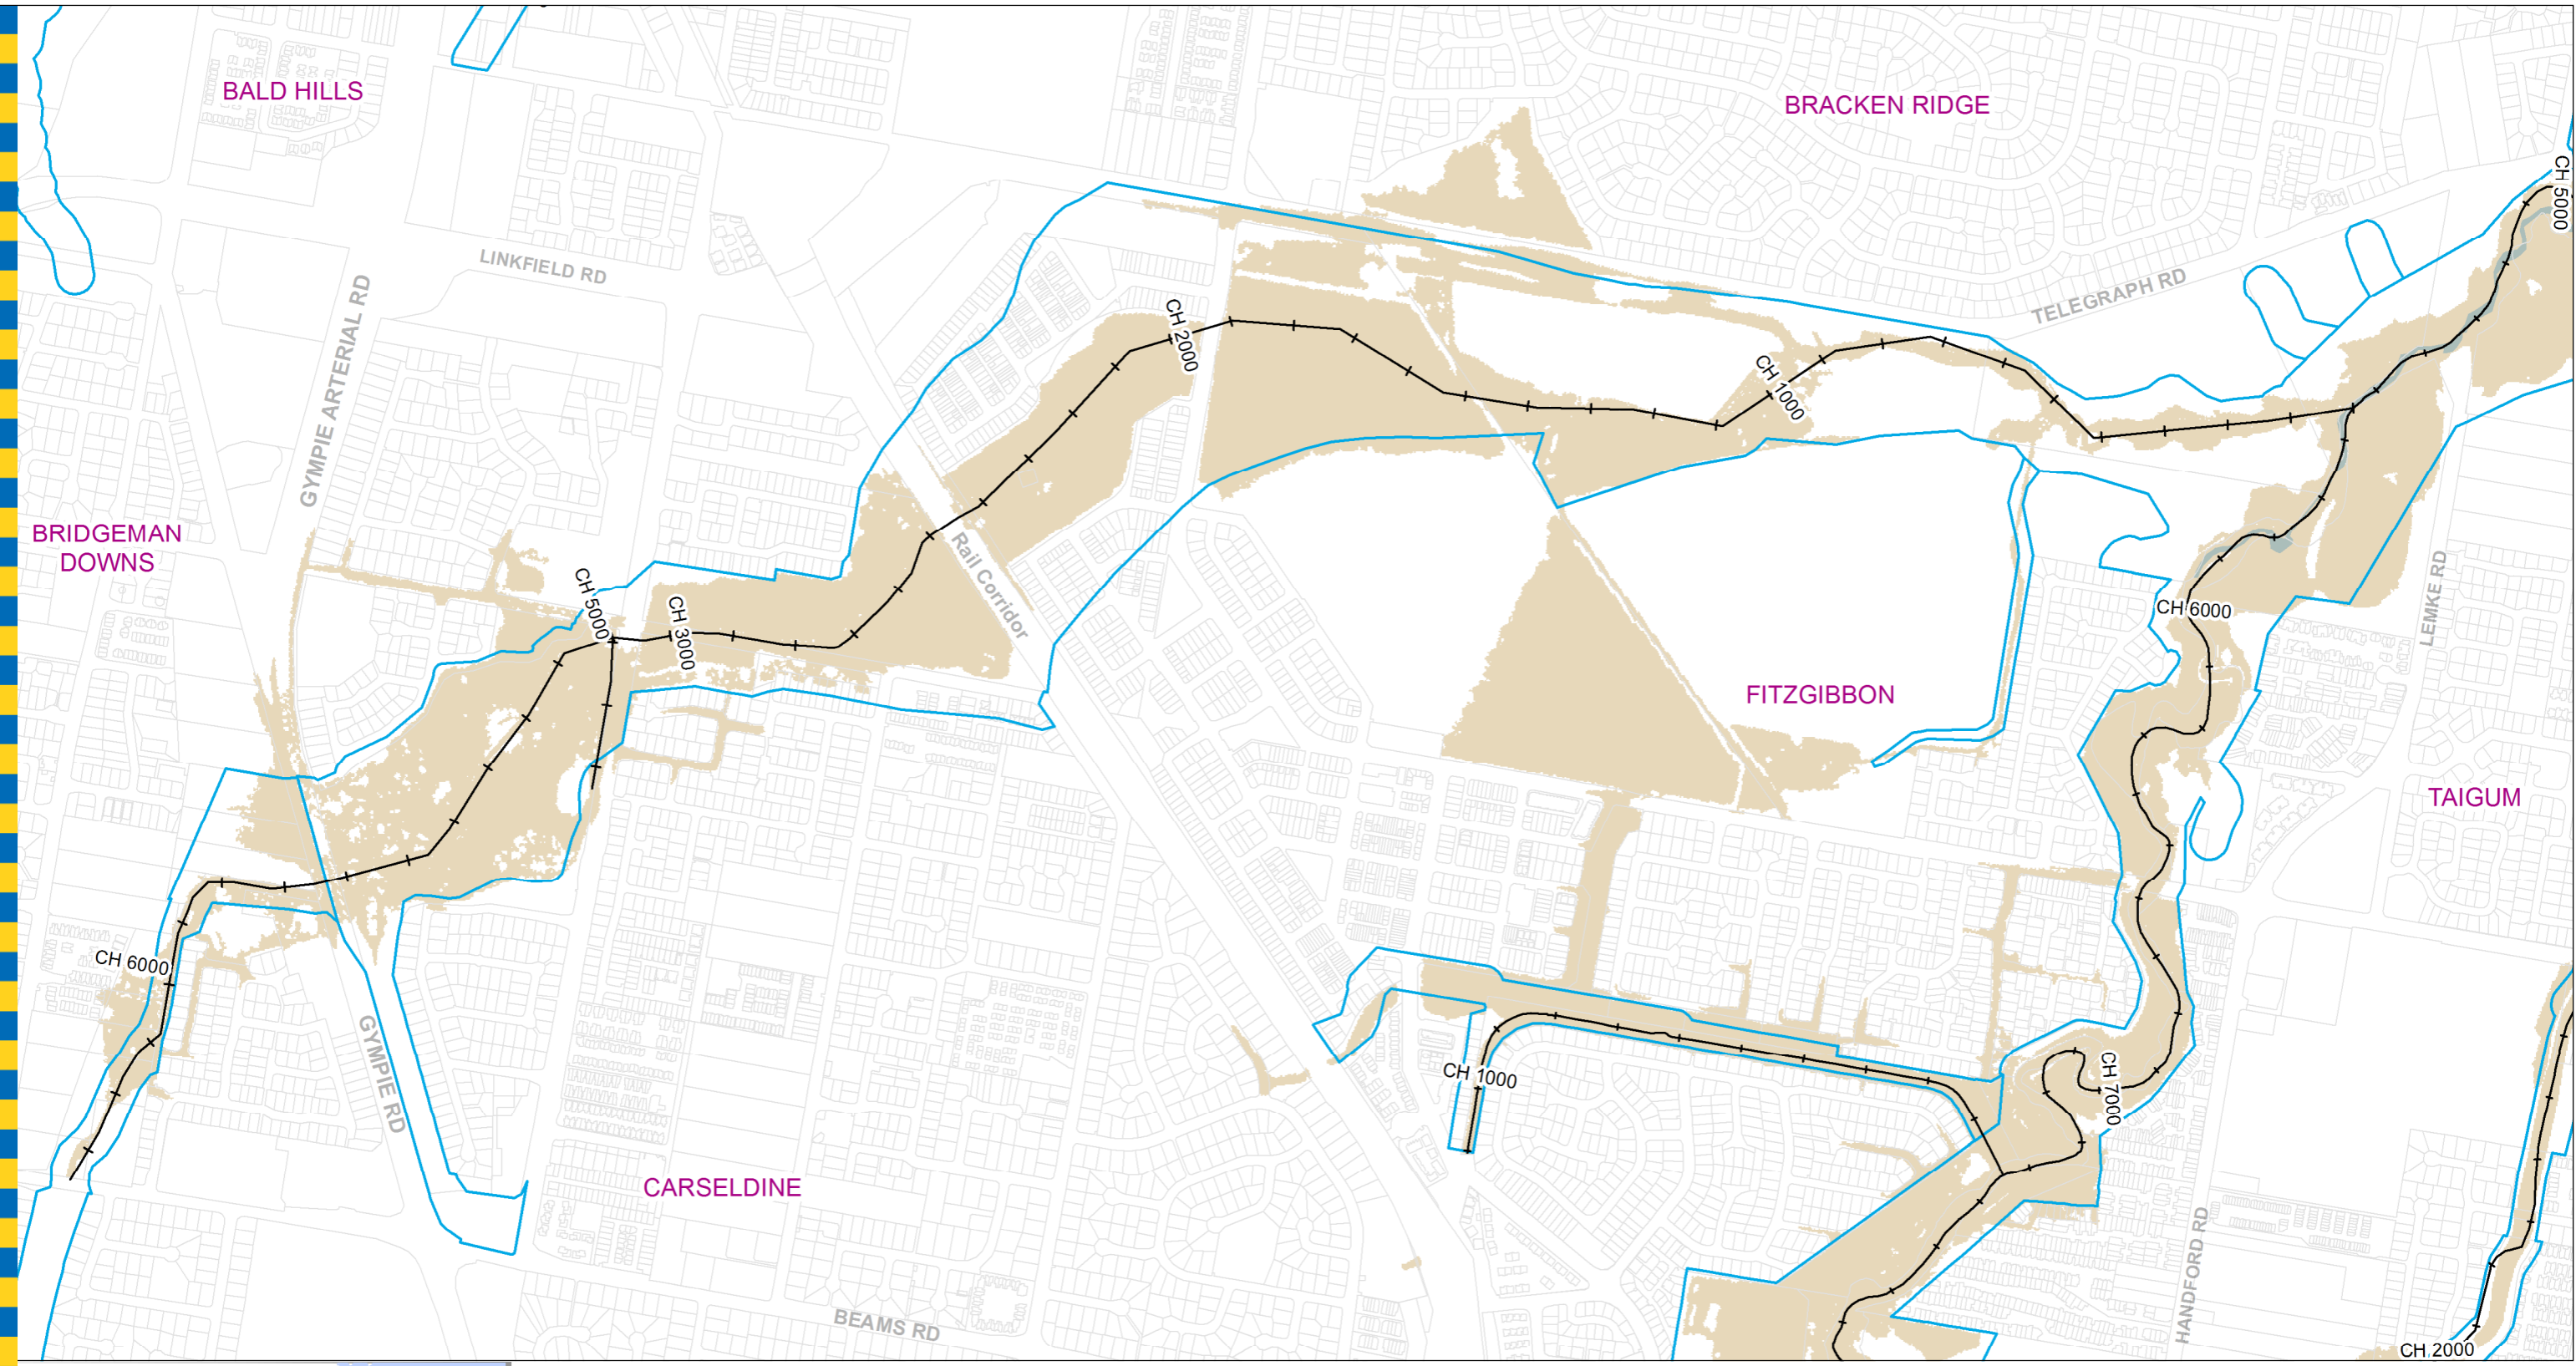 BALD HILLS
BRACKEN RIDGE
CH 5000
LINKFIELD RD
TELEGRAPH RD
GYMPIE ARTERIAL RD
CH 2000
CH 1000
BRIDGEMAN
DOWNS
Rail Corridor
CH 5000
CH 3000
CH 6000
LEMKE RD
FITZGIBBON
TAIGUM
CH 6000
GYMPIE RD
CH 1000
CH 7000
CARSELDINE
HANDFORD RD
BEAMS RD
CH 2000